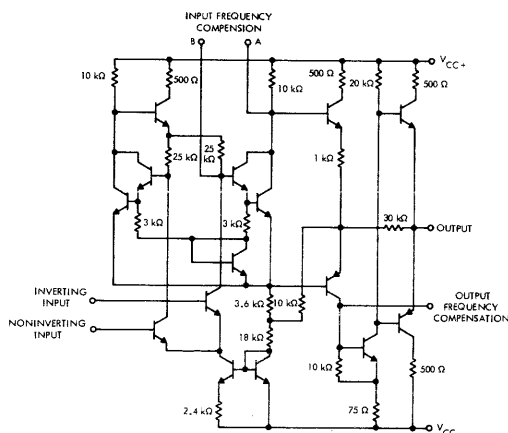 INPUT FREQUENCY
COMPENSION
B
A
VCC+
10 kΩ
500 Ω
10 kΩ
500 Ω
20 kΩ
500 Ω
25 kΩ
25
kΩ
1 kΩ
3 kΩ
3 kΩ
30 kΩ
OUTPUT
INVERTING
INPUT
3.6 kΩ
10 kΩ
OUTPUT
FREQUENCY
COMPENSATION
NONINVERTING
INPUT
18 kΩ
10 kΩ
500 Ω
2.4 kΩ
75 Ω
VCC